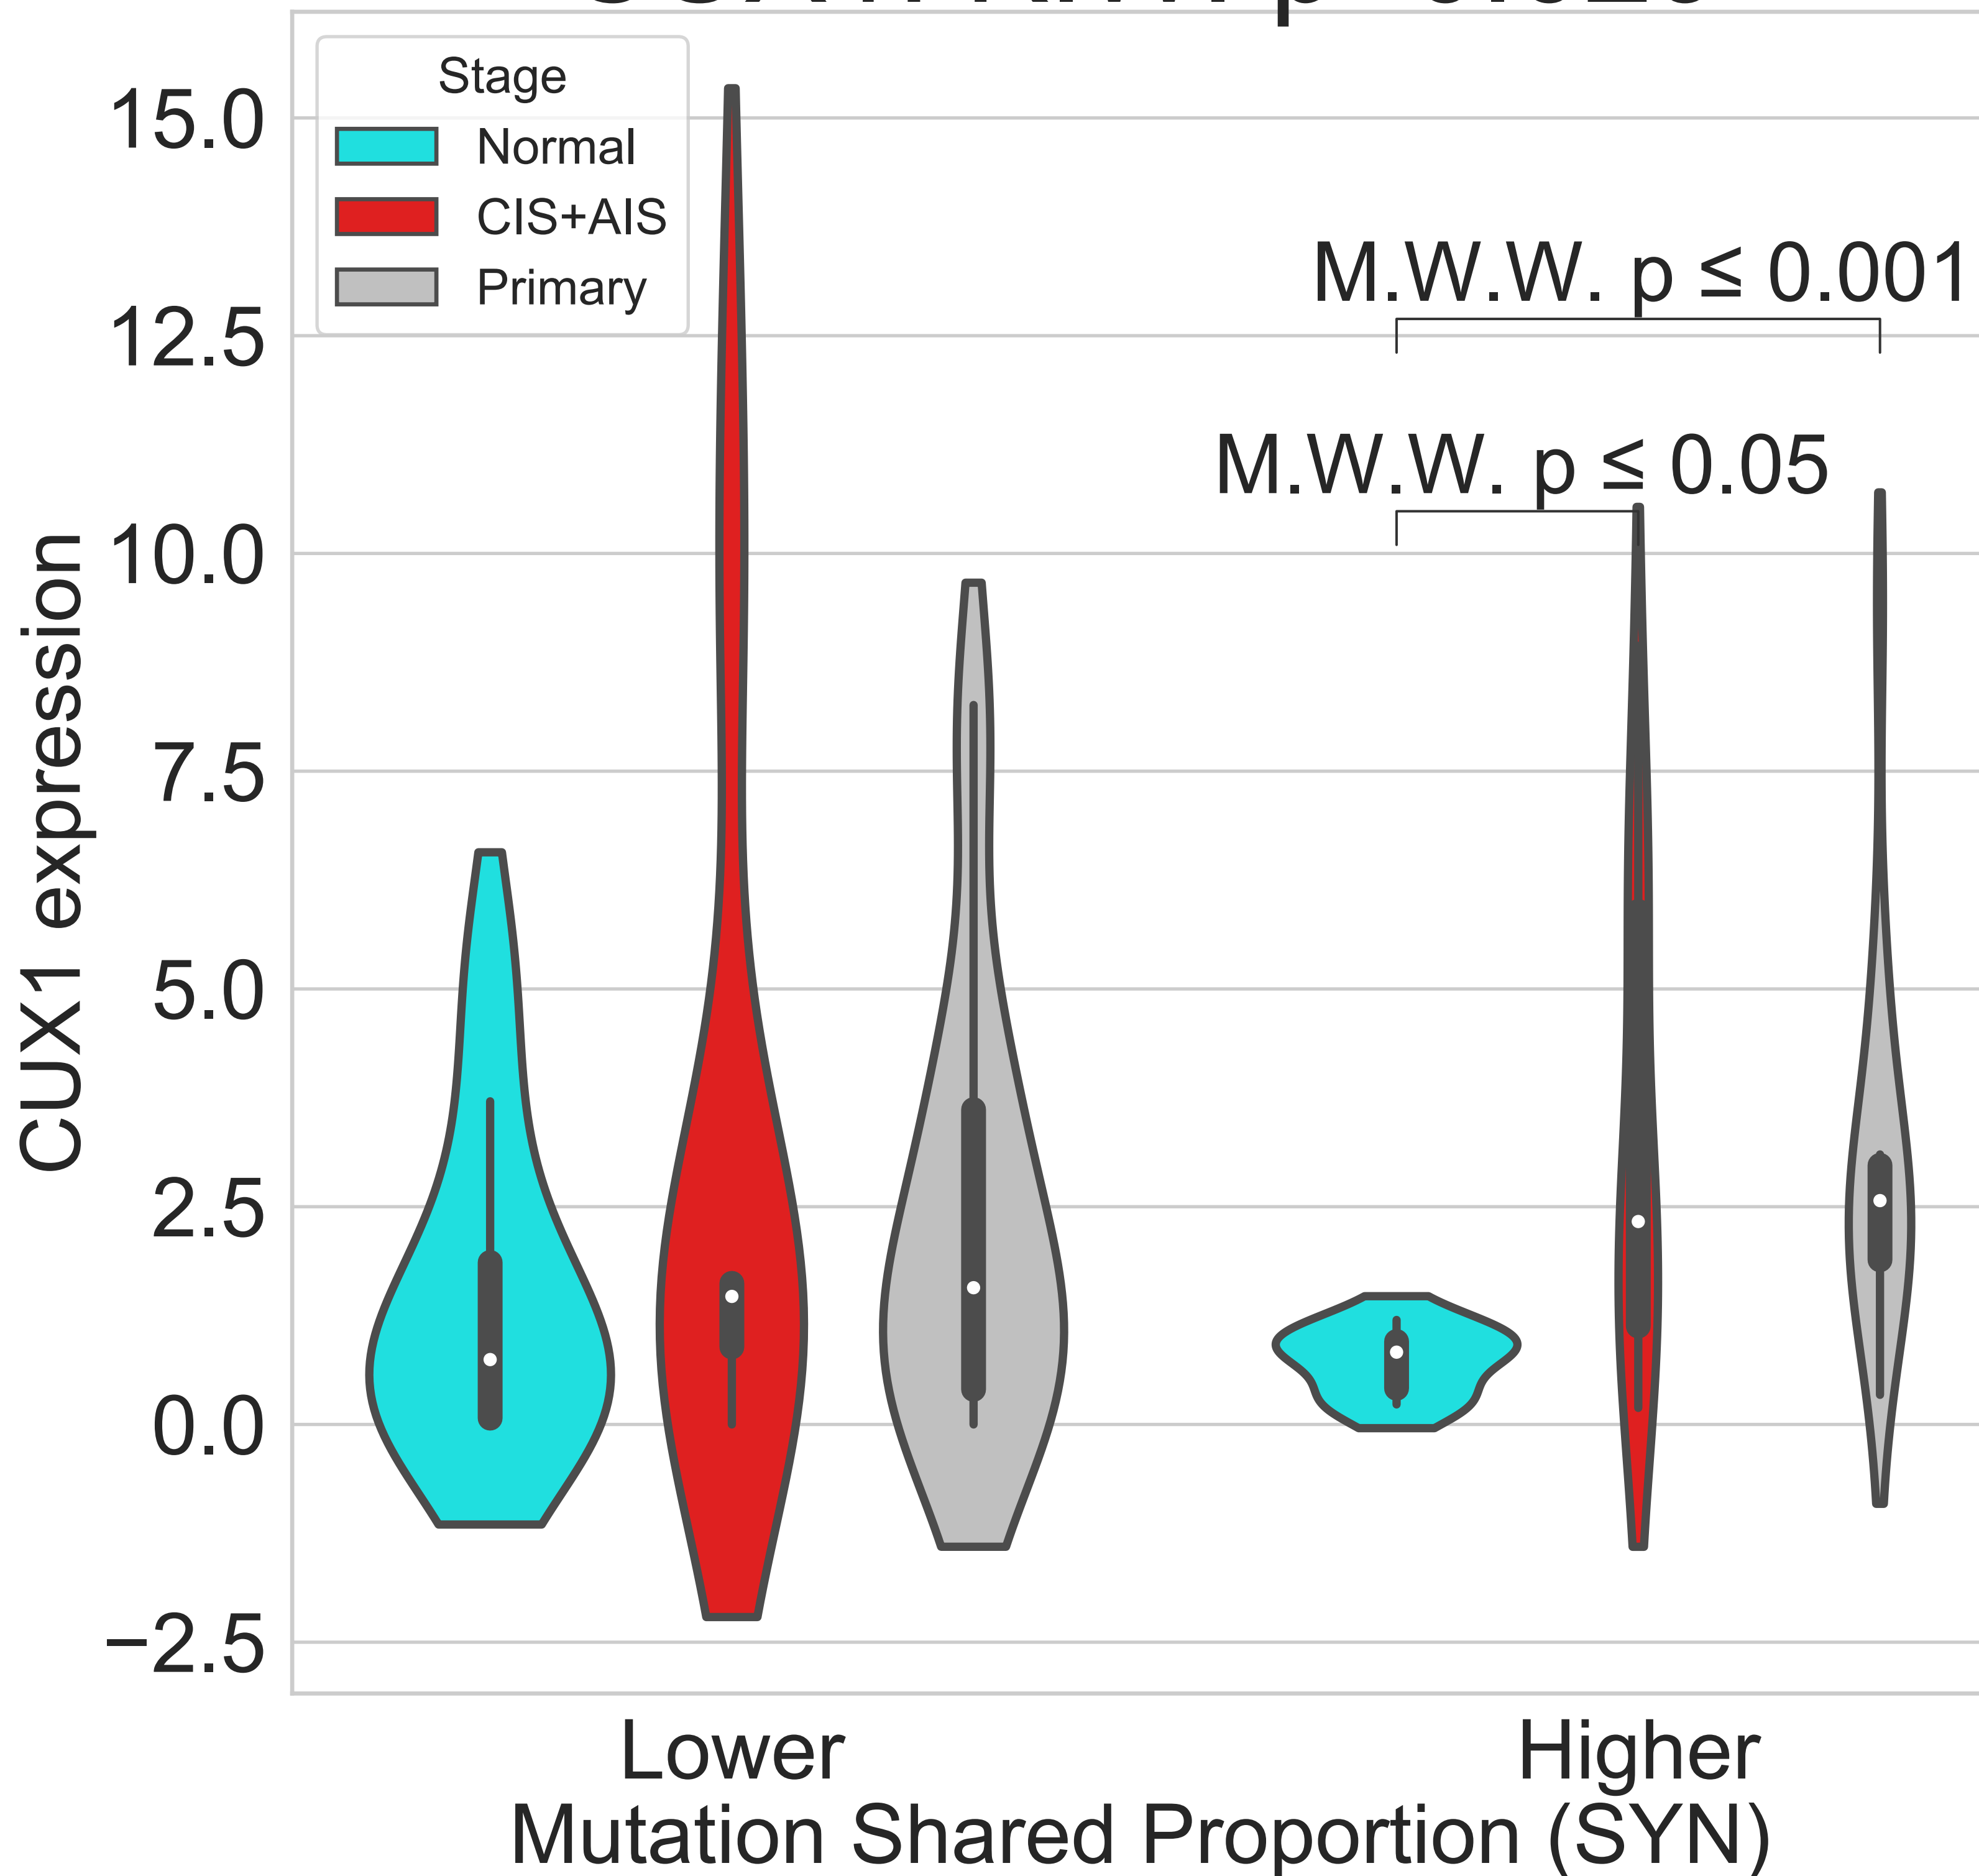 Stage
Normal
CIS+AIS
Primary
15.0
12.5
10.0
7.5
5.0
2.5
0.0
−2.5
CUX1 expression
M.W.W. p ≤ 0.001
M.W.W. p ≤ 0.05
Lower
Higher
Mutation Shared Proportion (SYN)